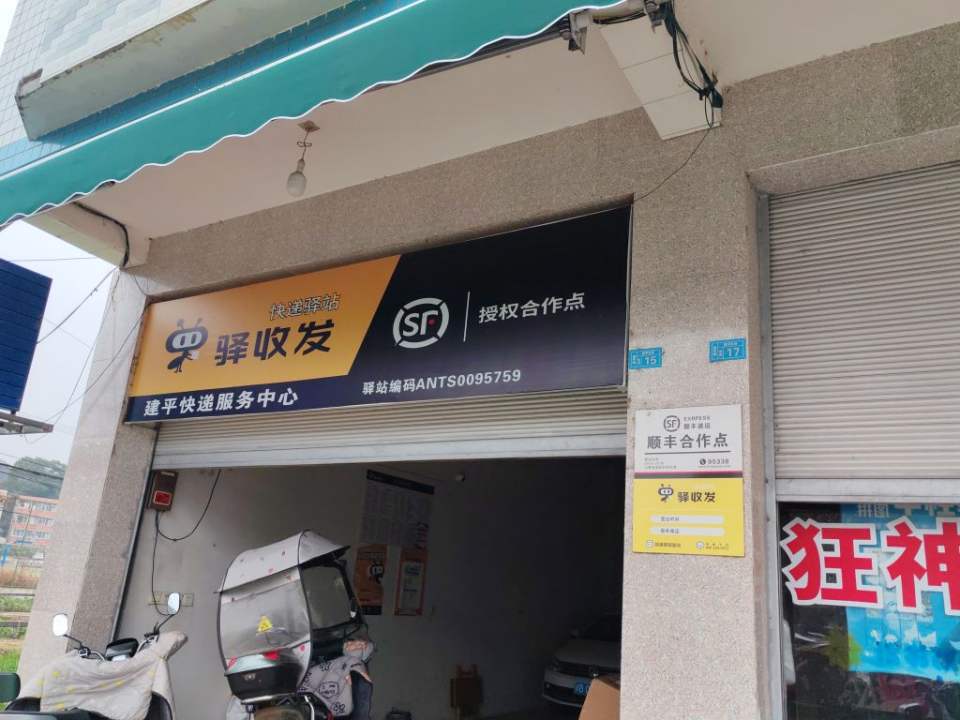 快递驿站
驿收发
建平快递服务中心
SF
授权合作点
驿站编码ANTS0095759
15
17
SF EXPRESS
顺丰速运
顺丰合作点
95338
驿收发
狂神